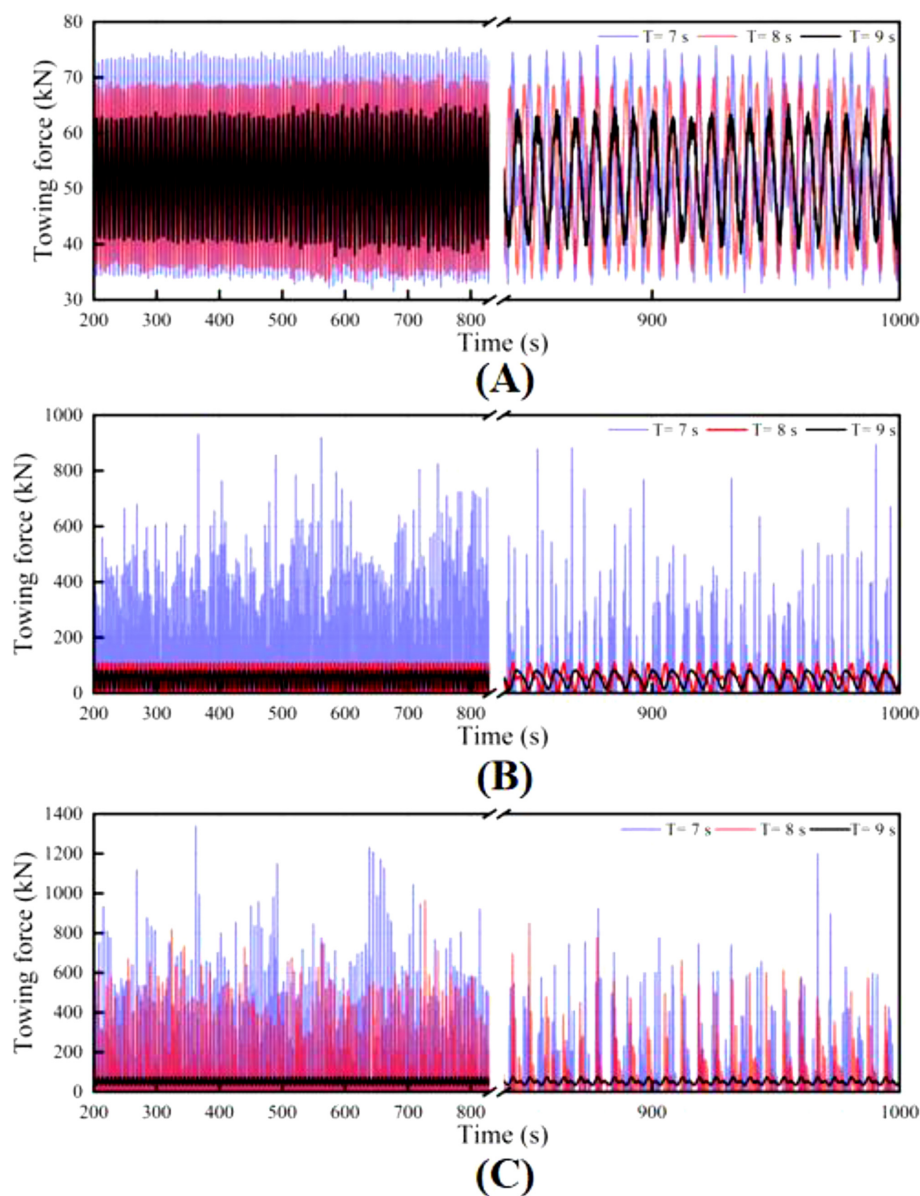 80
70
60
50
40
30
Towing force (kN)
T= 7 s T= 8 s T= 9 s
200 300 400 500 600 700 800 900 1000
Time (s)
(A)
1000
800
600
400
200
0
Towing force (kN)
T= 7 s T= 8 s T= 9 s
200 300 400 500 600 700 800 900 1000
Time (s)
(B)
1400
1200
1000
800
600
400
200
0
Towing force (kN)
T= 7 s T= 8 s T= 9 s
200 300 400 500 600 700 800 900 1000
Time (s)
(C)